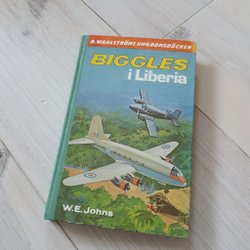 B. WAHLSTRÖMS UNGDOMSBÖCKER
BIGGLES
i Liberia
W.E. Johns